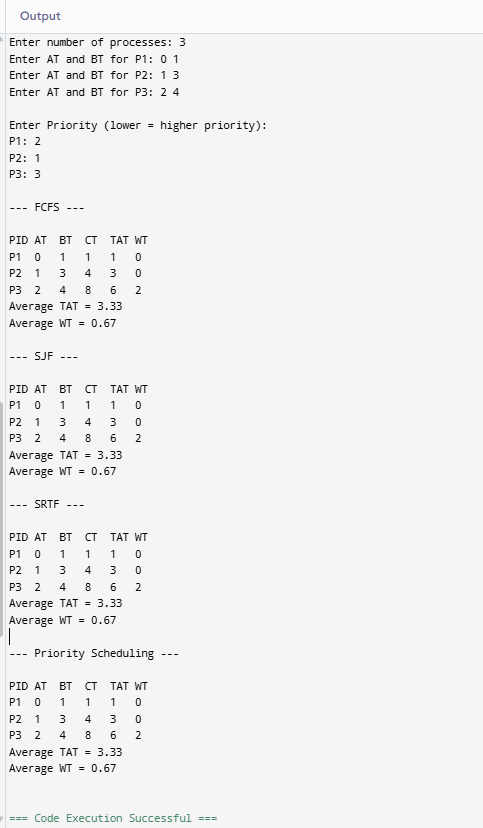 Output
Enter number of processes: 3
Enter AT and BT for P1: 0 1
Enter AT and BT for P2: 1 3
Enter AT and BT for P3: 2 4
Enter Priority (lower = higher priority):
P1: 2
P2: 1
P3: 3
--- FCFS ---
PID AT BT CT TAT WT
P1 0 1 1 1 0
P2 1 3 4 3 0
P3 2 4 8 6 2
Average TAT = 3.33
Average WT = 0.67
--- SJF ---
PID AT BT CT TAT WT
P1 0 1 1 1 0
P2 1 3 4 3 0
P3 2 4 8 6 2
Average TAT = 3.33
Average WT = 0.67
--- SRTF ---
PID AT BT CT TAT WT
P1 0 1 1 1 0
P2 1 3 4 3 0
P3 2 4 8 6 2
Average TAT = 3.33
Average WT = 0.67
--- Priority Scheduling ---
PID AT BT CT TAT WT
P1 0 1 1 1 0
P2 1 3 4 3 0
P3 2 4 8 6 2
Average TAT = 3.33
Average WT = 0.67
=== Code Execution Successful ===